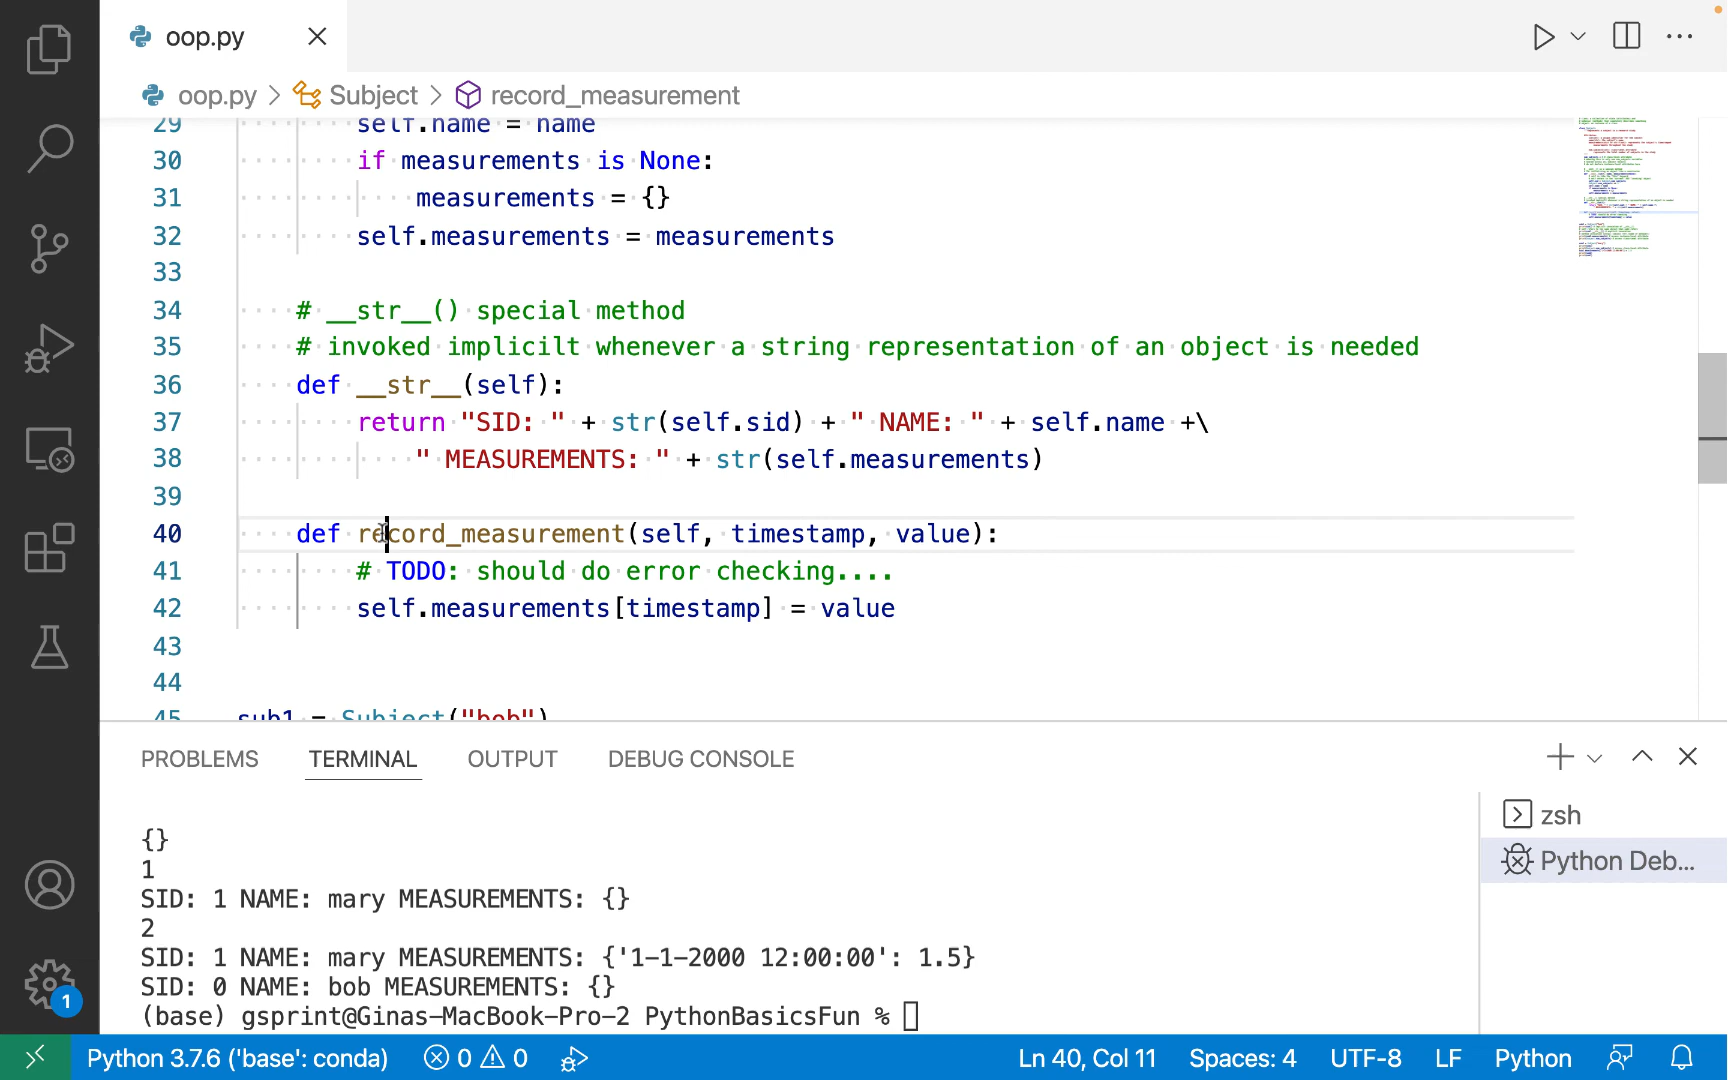 oop.py
oop.py > Subject > record_measurement
29 self.name = name
30 if measurements is None:
31 measurements = {}
32 self.measurements = measurements
33
34 # __str__() special method
35 # invoked implicilt whenever a string representation of an object is needed
36 def __str__(self):
37 return "SID: " + str(self.sid) + " NAME: " + self.name +\
38 " MEASUREMENTS: " + str(self.measurements)
39
40 def record_measurement(self, timestamp, value):
41 # TODO: should do error checking....
42 self.measurements[timestamp] = value
43
44
45 sub1 = Subject("bob")
PROBLEMS TERMINAL OUTPUT DEBUG CONSOLE
zsh
Python Deb...
{}
1
SID: 1 NAME: mary MEASUREMENTS: {}
2
SID: 1 NAME: mary MEASUREMENTS: {'1-1-2000 12:00:00': 1.5}
SID: 0 NAME: bob MEASUREMENTS: {}
(base) gsprint@Ginas-MacBook-Pro-2 PythonBasicsFun %
1
Python 3.7.6 ('base': conda) 0 0 Ln 40, Col 11 Spaces: 4 UTF-8 LF Python